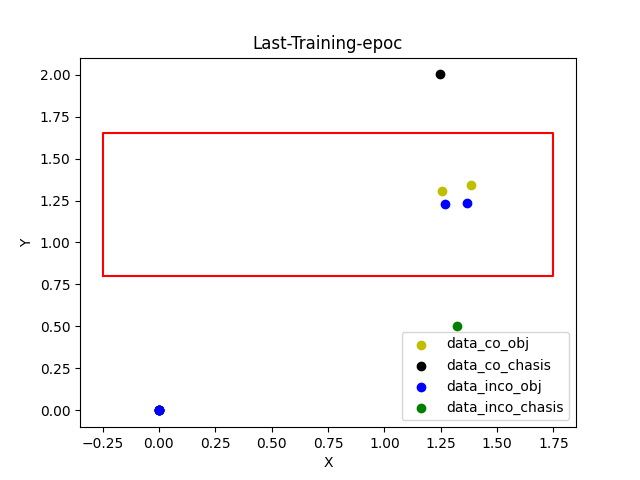 Last-Training-epoc
2.00
1.75
1.50
1.25
1.00
0.75
0.50
0.25
0.00
Y
data_co_obj
data_co_chasis
data_inco_obj
data_inco_chasis
−0.25 0.00 0.25 0.50 0.75 1.00 1.25 1.50 1.75
X